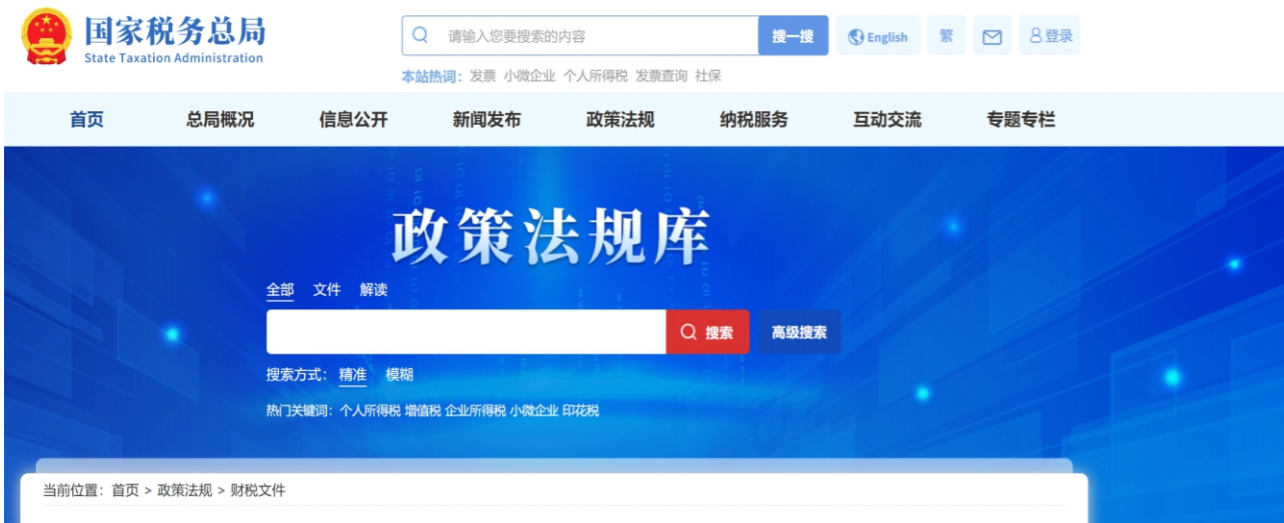 国家税务总局
State Taxation Administration
请输入您要搜索的内容 搜一搜 English 繁 登录
本站热词：发票 小微企业 个人所得税 发票查询 社保
首页 总局概况 信息公开 新闻发布 政策法规 纳税服务 互动交流 专题专栏
政策法规库
全部 文件 解读
搜索 高级搜索
搜索方式： 精准 模糊
热门关键词：个人所得税 增值税 企业所得税 小微企业 印花税
当前位置：首页 > 政策法规 > 财税文件